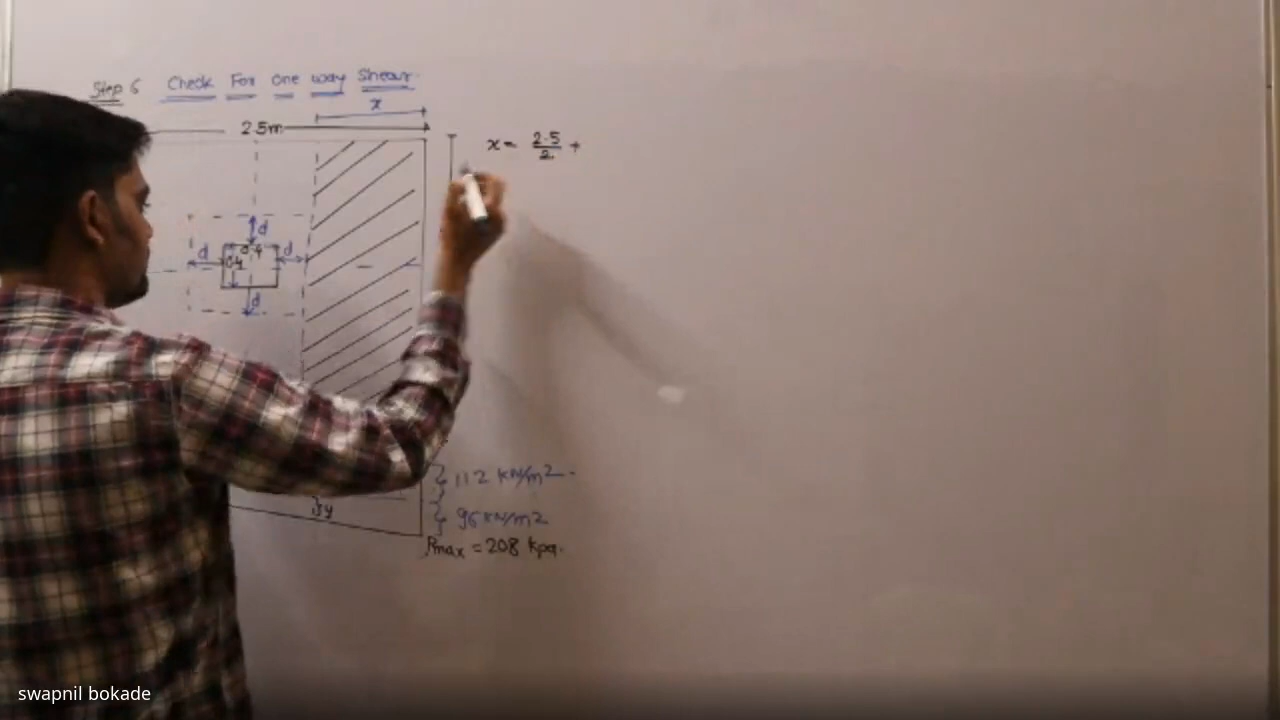 Step 6 Check For one way Shear.
x
2.5m
x = 2.5/2 +
d
0.4
d d
0.4
d
112 KN/m2.
96 KN/m2
y
Pmax = 208 Kpa.
swapnil bokade